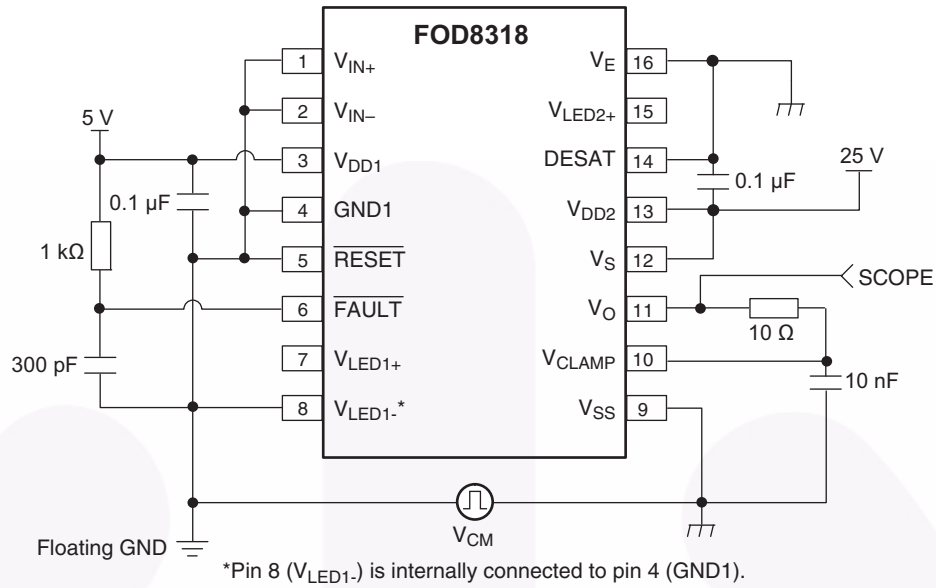 FOD8318
1 V_IN+
2 V_IN–
3 V_DD1
4 GND1
5 RESET
6 FAULT
7 V_LED1+
8 V_LED1-*
V_E 16
V_LED2+ 15
DESAT 14
V_DD2 13
V_S 12
V_O 11
V_CLAMP 10
V_SS 9
5 V
0.1 µF
1 kΩ
300 pF
Floating GND
V_CM
0.1 µF
25 V
SCOPE
10 Ω
10 nF
*Pin 8 (V_LED1-) is internally connected to pin 4 (GND1).